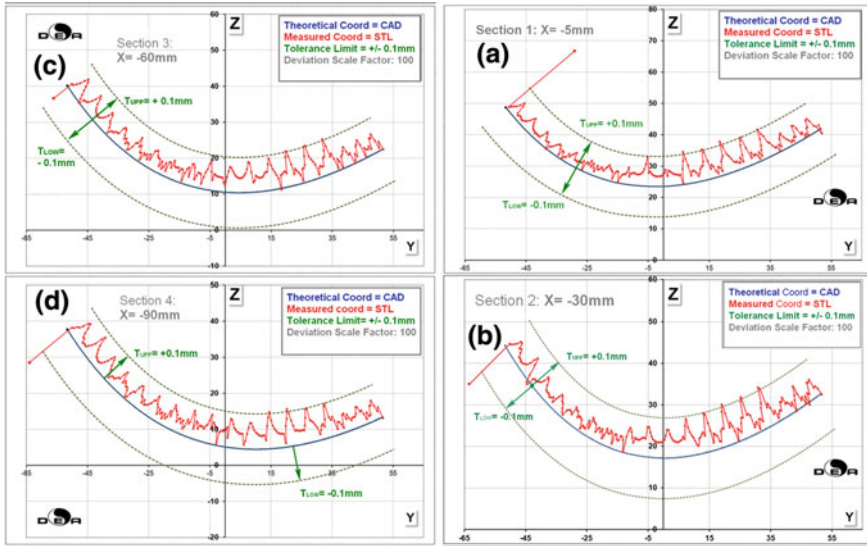 (c)
DEA
Section 3:
X= -60mm
Z
Theoretical Coord = CAD
Measured Coord = STL
Tolerance Limit = +/- 0.1mm
Deviation Scale Factor: 100
TUPP= + 0.1mm
TLOW=
- 0.1mm
60
50
40
30
20
10
0
-10
-65 -45 -25 -5 15 35 55
Y
(a)
Section 1: X= -5mm
Z
Theoretical Coord = CAD
Measured Coord = STL
Tolerance Limit = +/- 0.1mm
Deviation Scale Factor: 100
TUPP= +0.1mm
TLOW= -0.1mm
80
70
60
50
40
30
20
10
0
-65 -45 -25 -5 15 35 55
DEA
Y
(d)
Section 4:
X= -90mm
Z
Theoretical Coord = CAD
Measured coord = STL
Tolerance Limit= +/- 0.1mm
Deviation Scale Factor: 100
TUPP= +0.1mm
TLOW= -0.1mm
50
40
30
20
10
0
-10
-20
-65 -45 -25 -5 15 35 55
DEA
Y
(b)
Section 2: X= -30mm
Z
Theoretical Coord = CAD
Measured Coord = STL
Tolerance Limit = +/- 0.1mm
Deviation Scale Factor: 100
TUPP= +0.1mm
TLOW= -0.1mm
60
50
40
30
20
10
0
-65 -45 -25 -5 15 35 55
DEA
Y